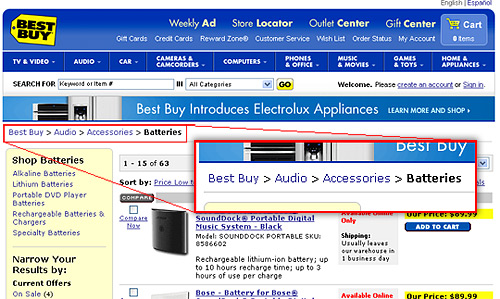 English | Español
BEST BUY
Weekly Ad Store Locator Outlet Center Gift Center Cart
Gift Cards Credit Cards Reward Zone® Customer Service Wish List Order Status My Account 0 Items
TV & VIDEO AUDIO CAR CAMERAS & CAMCORDERS COMPUTERS PHONES & OFFICE MUSIC & MOVIES GAMES & TOYS HOME & APPLIANCES
SEARCH FOR Keyword or Item # IN All Categories GO Welcome. Please create an account or Sign in.
Best Buy Introduces Electrolux Appliances LEARN MORE AND SHOP
Best Buy > Audio > Accessories > Batteries
Best Buy
Best Buy > Audio > Accessories > Batteries
Shop Batteries
Alkaline Batteries
Lithium Batteries
Portable DVD Player
Batteries
Rechargeable Batteries &
Chargers
Specialty Batteries
Narrow Your
Results by:
Current Offers
On Sale
1 - 15 of 63
Sort by: Price Low
COMPARE
Compare
Now
SoundDock® Portable Digital
Music System - Black
Model: SOUNDDOCK PORTABLE SKU:
8586602
Rechargeable lithium-ion battery; up
to 10 hours recharge time; up to 3
hours of use per charge
Available Online
Only
Shipping:
Usually leaves
our warehouse in
1 business day
Our Price: $89.99
ADD TO CART
Bose - Battery for Bose®
Available Online
Our Price: $89.99